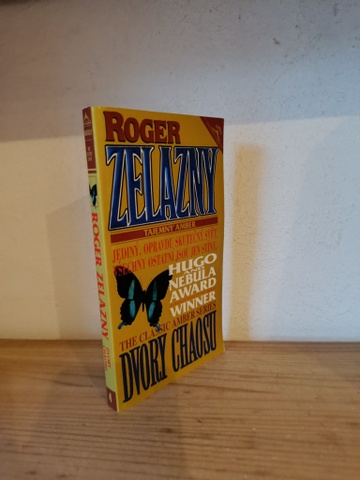 ROGER
ZELAZNY
TAJEMNÝ AMBER
JEDINÝ, OPRAVDU SKUTEČNÝ SVĚT
VŠECHNY OSTATNÍ JSOU JEN STÍNY
HUGO
AND
NEBULA
AWARD
WINNER
THE CLASSIC AMBER SERIES
DVORY CHAOSU
ROGER ZELAZNY